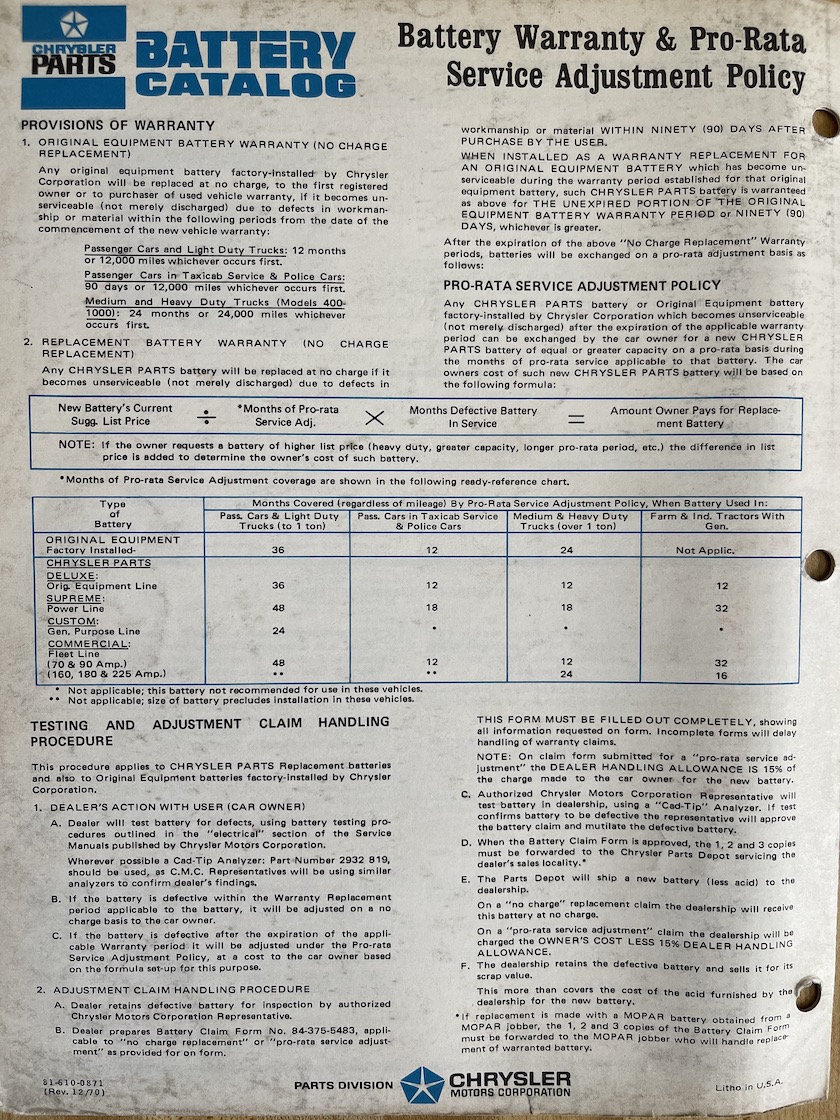 CHRYSLER
PARTS
BATTERY
CATALOG
Battery Warranty & Pro-Rata
Service Adjustment Policy
PROVISIONS OF WARRANTY
1. ORIGINAL EQUIPMENT BATTERY WARRANTY (NO CHARGE
REPLACEMENT)
Any original equipment battery factory-installed by Chrysler
Corporation will be replaced at no charge, to the first registered
owner or to purchaser of used vehicle warranty, if it becomes un-
serviceable (not merely discharged) due to defects in workman-
ship or material within the following periods from the date of the
commencement of the new vehicle warranty:
Passenger Cars and Light Duty Trucks: 12 months
or 12,000 miles whichever occurs first.
Passenger Cars in Taxicab Service & Police Cars:
90 days or 12,000 miles whichever occurs first.
Medium and Heavy Duty Trucks (Models 400-
1000): 24 months or 24,000 miles whichever
occurs first.
2. REPLACEMENT BATTERY WARRANTY (NO CHARGE
REPLACEMENT)
Any CHRYSLER PARTS battery will be replaced at no charge if it
becomes unserviceable (not merely discharged) due to defects in
workmanship or material WITHIN NINETY (90) DAYS AFTER
PURCHASE BY THE USER.
WHEN INSTALLED AS A WARRANTY REPLACEMENT FOR
AN ORIGINAL EQUIPMENT BATTERY which has become un-
serviceable during the warranty period established for that original
equipment battery, such CHRYSLER PARTS battery is warranteed
as above for THE UNEXPIRED PORTION OF THE ORIGINAL
EQUIPMENT BATTERY WARRANTY PERIOD or NINETY (90)
DAYS, whichever is greater.
After the expiration of the above "No Charge Replacement" Warranty
periods, batteries will be exchanged on a pro-rata adjustment basis as
follows:
PRO-RATA SERVICE ADJUSTMENT POLICY
Any CHRYSLER PARTS battery or Original Equipment battery
factory-installed by Chrysler Corporation which becomes unserviceable
(not merely discharged) after the expiration of the applicable warranty
period can be exchanged by the car owner for a new CHRYSLER
PARTS battery of equal or greater capacity on a pro-rata basis during
the months of pro-rata service applicable to that battery. The car
owners cost of such new CHRYSLER PARTS battery will be based on
the following formula:
New Battery's Current Sugg. List Price ÷ *Months of Pro-rata Service Adj. × Months Defective Battery In Service = Amount Owner Pays for Replace-ment Battery
NOTE: If the owner requests a battery of higher list price (heavy duty, greater capacity, longer pro-rata period, etc.) the difference in list
price is added to determine the owner's cost of such battery.
*Months of Pro-rata Service Adjustment coverage are shown in the following ready-reference chart.
Type of Battery
Months Covered (regardless of mileage) By Pro-Rata Service Adjustment Policy, When Battery Used In:
Pass. Cars & Light Duty Trucks (to 1 ton) Pass. Cars in Taxicab Service & Police Cars Medium & Heavy Duty Trucks (over 1 ton) Farm & Ind. Tractors With Gen.
ORIGINAL EQUIPMENT
Factory Installed- 36 12 24 Not Applic.
CHRYSLER PARTS
DELUXE:
Orig. Equipment Line 36 12 12 12
SUPREME:
Power Line 48 18 18 32
CUSTOM:
Gen. Purpose Line 24 * * *
COMMERCIAL:
Fleet Line
(70 & 90 Amp.) 48 12 12 32
(160, 180 & 225 Amp.) ** ** 24 16
* Not applicable; this battery not recommended for use in these vehicles.
** Not applicable; size of battery precludes installation in these vehicles.
TESTING AND ADJUSTMENT CLAIM HANDLING
PROCEDURE
This procedure applies to CHRYSLER PARTS Replacement batteries
and also to Original Equipment batteries factory-installed by Chrysler
Corporation.
1. DEALER'S ACTION WITH USER (CAR OWNER)
A. Dealer will test battery for defects, using battery testing pro-
cedures outlined in the "electrical" section of the Service
Manuals published by Chrysler Motors Corporation.
Wherever possible a Cad-Tip Analyzer: Part Number 2932 819,
should be used, as C.M.C. Representatives will be using similar
analyzers to confirm dealer's findings.
B. If the battery is defective within the Warranty Replacement
period applicable to the battery, it will be adjusted on a no
charge basis to the car owner.
C. If the battery is defective after the expiration of the appli-
cable Warranty period it will be adjusted under the Pro-rata
Service Adjustment Policy, at a cost to the car owner based
on the formula set-up for this purpose.
2. ADJUSTMENT CLAIM HANDLING PROCEDURE
A. Dealer retains defective battery for inspection by authorized
Chrysler Motors Corporation Representative.
B. Dealer prepares Battery Claim Form No. 84-375-5483, appli-
cable to "no charge replacement" or "pro-rata service adjust-
ment" as provided for on form.
THIS FORM MUST BE FILLED OUT COMPLETELY, showing
all information requested on form. Incomplete forms will delay
handling of warranty claims.
NOTE: On claim form submitted for a "pro-rata service ad-
justment" the DEALER HANDLING ALLOWANCE IS 15% of
the charge made to the car owner for the new battery.
C. Authorized Chrysler Motors Corporation Representative will
test battery in dealership, using a "Cad-Tip" Analyzer. If test
confirms battery to be defective the representative will approve
the battery claim and mutilate the defective battery.
D. When the Battery Claim Form is approved, the 1, 2 and 3 copies
must be forwarded to the Chrysler Parts Depot servicing the
dealer's sales locality.*
E. The Parts Depot will ship a new battery (less acid) to the
dealership.
On a "no charge" replacement claim the dealership will receive
this battery at no charge.
On a "pro-rata service adjustment" claim the dealership will be
charged the OWNER'S COST LESS 15% DEALER HANDLING
ALLOWANCE.
F. The dealership retains the defective battery and sells it for its
scrap value.
This more than covers the cost of the acid furnished by the
dealership for the new battery.
*If replacement is made with a MOPAR battery obtained from a
MOPAR jobber, the 1, 2 and 3 copies of the Battery Claim Form
must be forwarded to the MOPAR jobber who will handle replace-
ment of warranted battery.
81-610-0871
(Rev. 12/70)
PARTS DIVISION CHRYSLER
MOTORS CORPORATION
Litho in U.S.A.